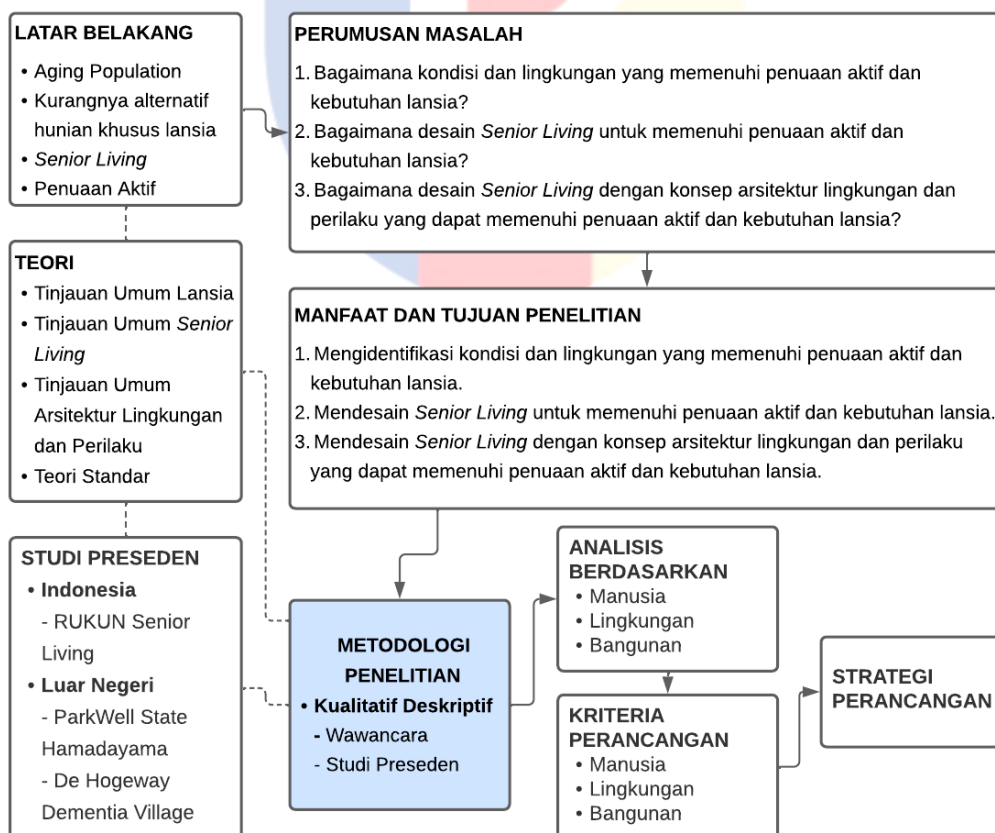 LATAR BELAKANG
• Aging Population
• Kurangnya alternatif
hunian khusus lansia
• Senior Living
• Penuaan Aktif
PERUMUSAN MASALAH
1. Bagaimana kondisi dan lingkungan yang memenuhi penuaan aktif dan
kebutuhan lansia?
2. Bagaimana desain Senior Living untuk memenuhi penuaan aktif dan
kebutuhan lansia?
3. Bagaimana desain Senior Living dengan konsep arsitektur lingkungan dan
perilaku yang dapat memenuhi penuaan aktif dan kebutuhan lansia?
TEORI
• Tinjauan Umum Lansia
• Tinjauan Umum Senior
Living
• Tinjauan Umum
Arsitektur Lingkungan
dan Perilaku
• Teori Standar
MANFAAT DAN TUJUAN PENELITIAN
1. Mengidentifikasi kondisi dan lingkungan yang memenuhi penuaan aktif dan
kebutuhan lansia.
2. Mendesain Senior Living untuk memenuhi penuaan aktif dan kebutuhan lansia.
3. Mendesain Senior Living dengan konsep arsitektur lingkungan dan perilaku
yang dapat memenuhi penuaan aktif dan kebutuhan lansia.
STUDI PRESEDEN
• Indonesia
- RUKUN Senior
Living
• Luar Negeri
- ParkWell State
Hamadayama
- De Hogeway
Dementia Village
METODOLOGI
PENELITIAN
• Kualitatif Deskriptif
- Wawancara
- Studi Preseden
ANALISIS
BERDASARKAN
• Manusia
• Lingkungan
• Bangunan
KRITERIA
PERANCANGAN
• Manusia
• Lingkungan
• Bangunan
STRATEGI
PERANCANGAN